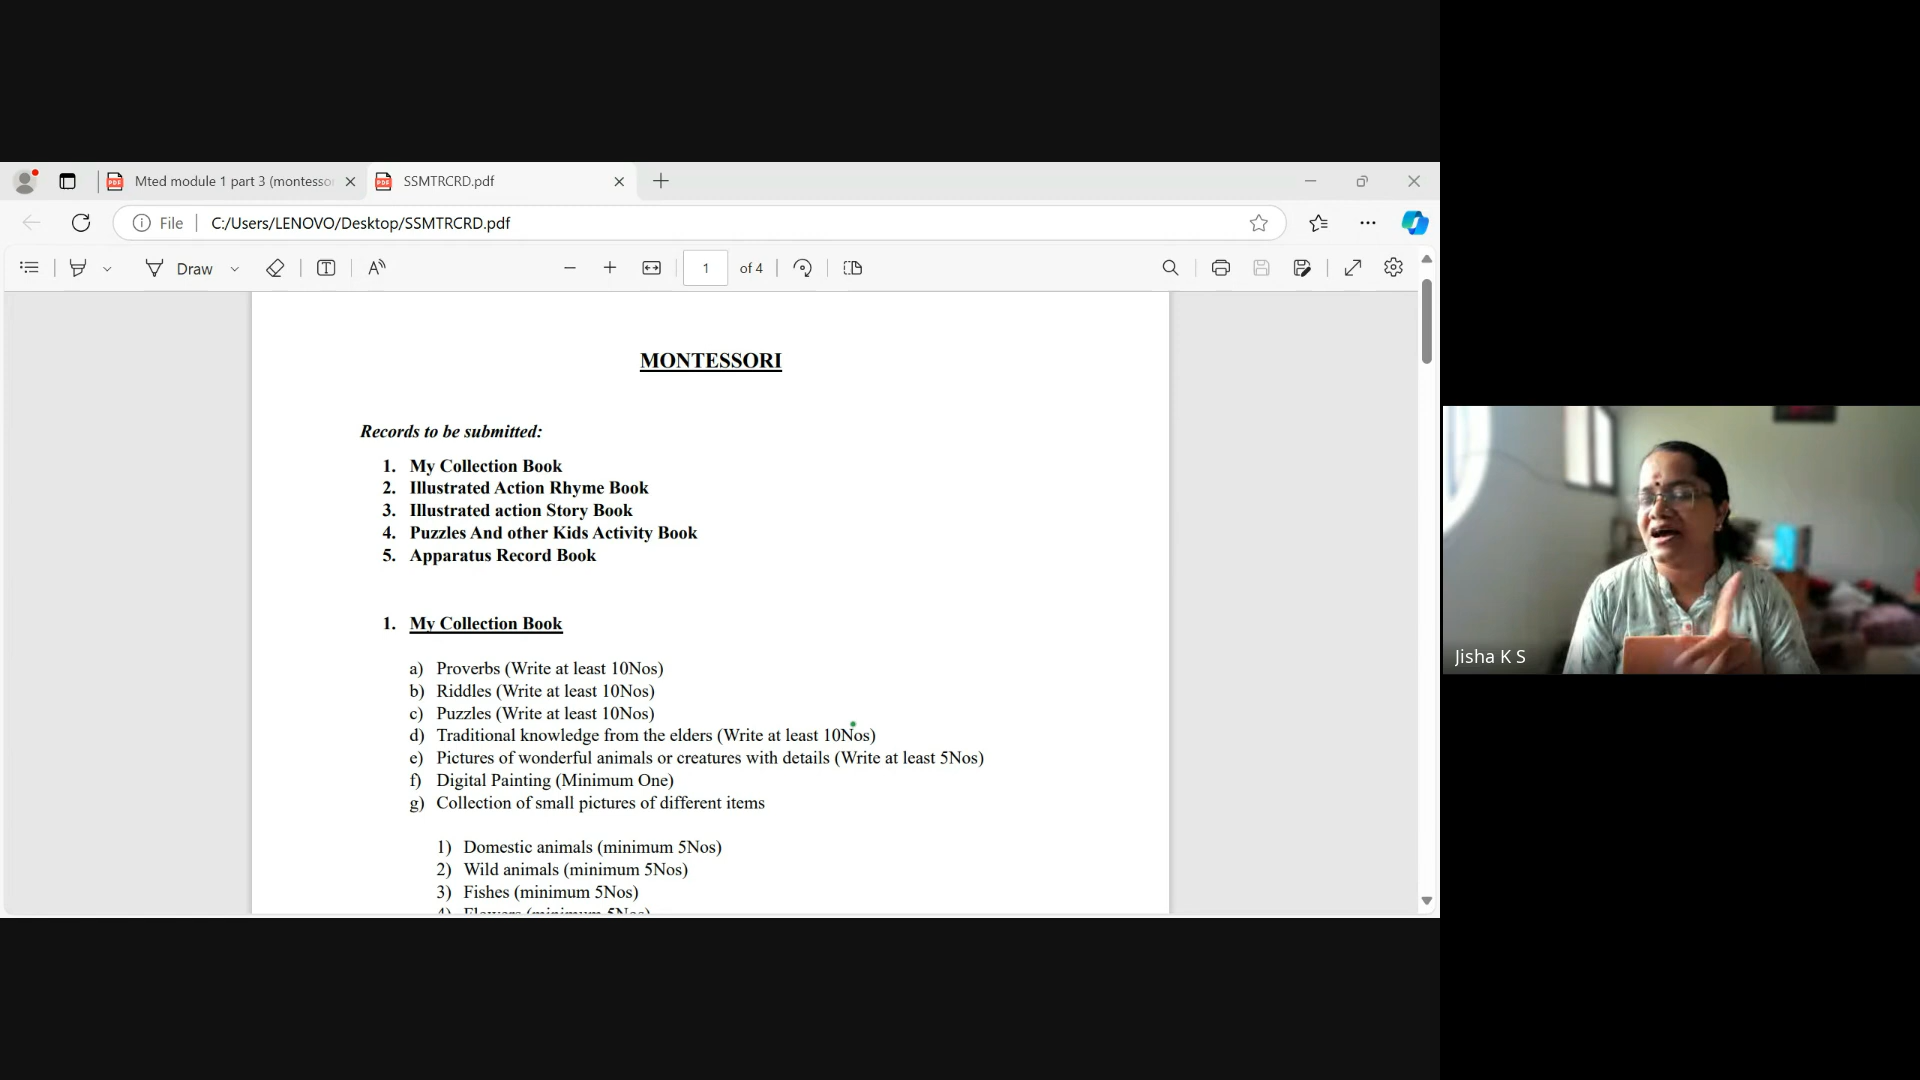 Mted module 1 part 3 (montesso
SSMTRCRD.pdf
File
C:/Users/LENOVO/Desktop/SSMTRCRD.pdf
Draw
1 of 4
MONTESSORI
Records to be submitted:
1. My Collection Book
2. Illustrated Action Rhyme Book
3. Illustrated action Story Book
4. Puzzles And other Kids Activity Book
5. Apparatus Record Book
1. My Collection Book
a) Proverbs (Write at least 10Nos)
b) Riddles (Write at least 10Nos)
c) Puzzles (Write at least 10Nos)
d) Traditional knowledge from the elders (Write at least 10Nos)
e) Pictures of wonderful animals or creatures with details (Write at least 5Nos)
f) Digital Painting (Minimum One)
g) Collection of small pictures of different items
1) Domestic animals (minimum 5Nos)
2) Wild animals (minimum 5Nos)
3) Fishes (minimum 5Nos)
4) Flowers (minimum 5Nos)
Jisha K S